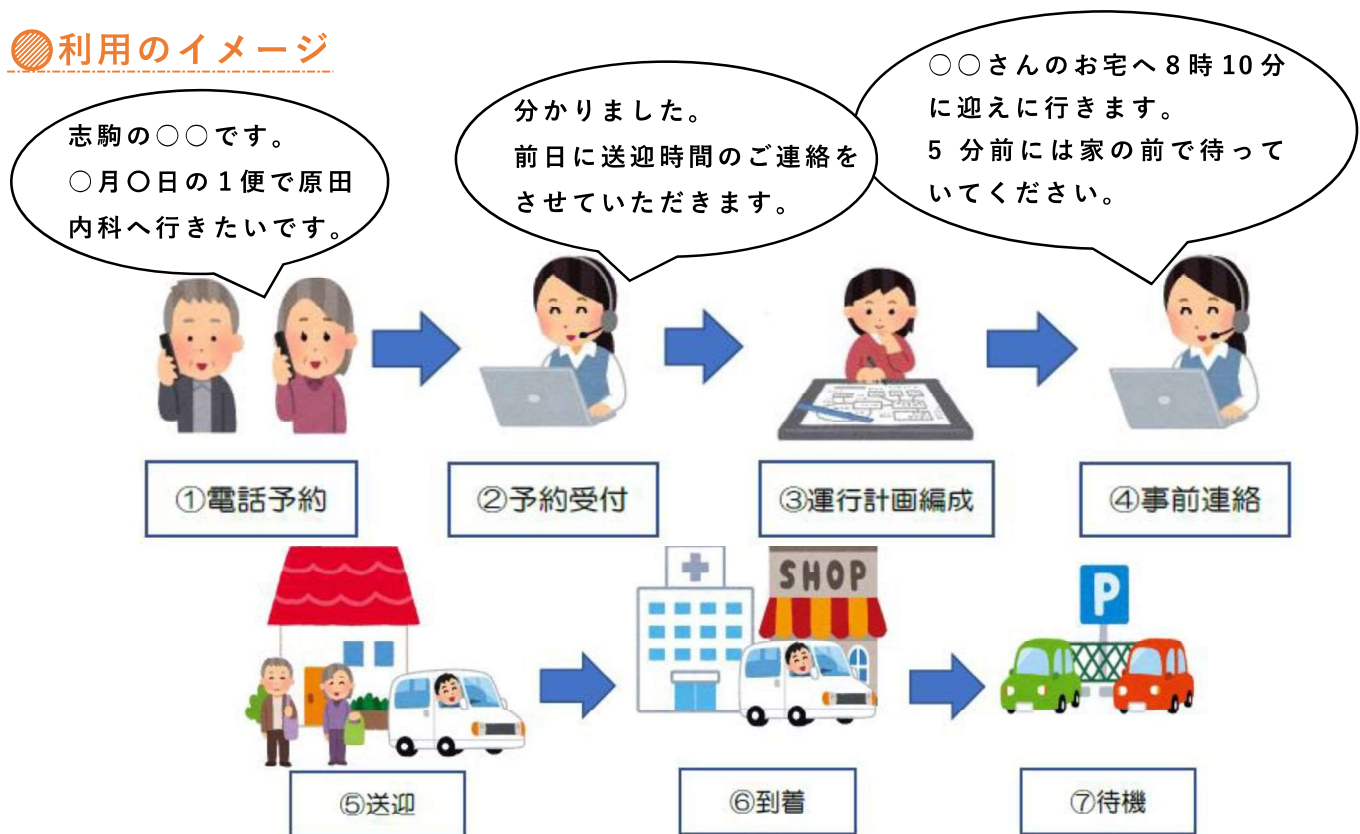 利用のイメージ
志駒の○○です。
○月〇日の1便で原田
内科へ行きたいです。
分かりました。
前日に送迎時間のご連絡を
させていただきます。
○○さんのお宅へ8時10分
に迎えに行きます。
5 分前には家の前で待って
いてください。
①電話予約
②予約受付
③運行計画編成
④事前連絡
SHOP
P
⑤送迎
⑥到着
⑦待機